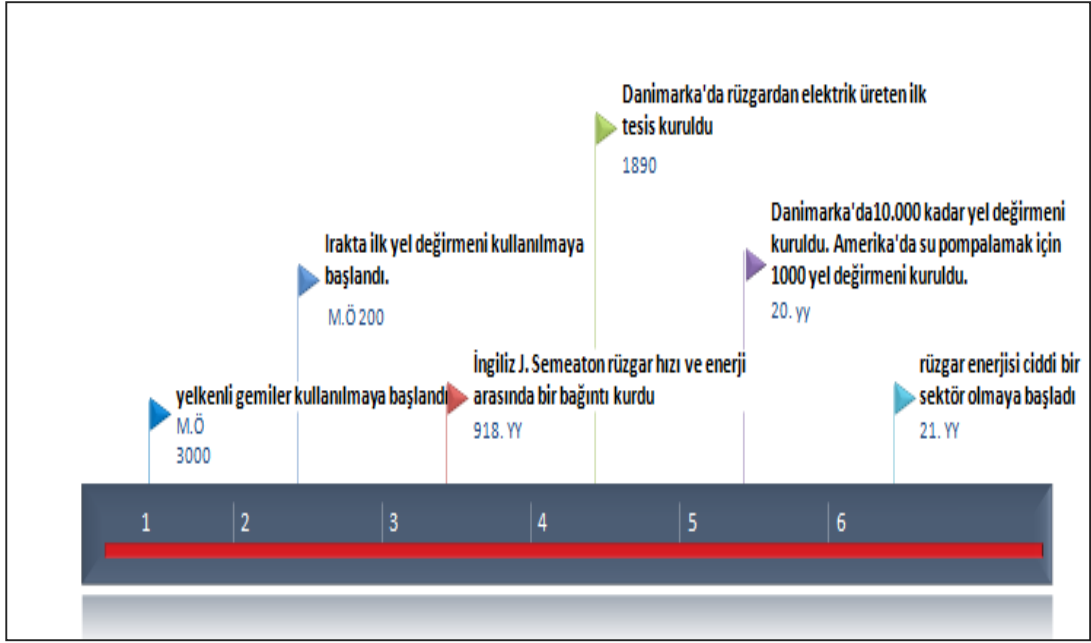 Danimarka'da rüzgardan elektrik üreten ilk
tesis kuruldu
1890
Danimarka'da10.000 kadar yel değirmeni
kuruldu. Amerika'da su pompalamak için
1000 yel değirmeni kuruldu.
20. yy
Irakta ilk yel değirmeni kullanılmaya
başlandı.
M.Ö 200
İngiliz J. Semeaton rüzgar hızı ve enerji
arasında bir bağıntı kurdu
918. YY
rüzgar enerjisi ciddi bir
sektör olmaya başladı
21. YY
yelkenli gemiler kullanılmaya başlandı
M.Ö
3000
1 2 3 4 5 6